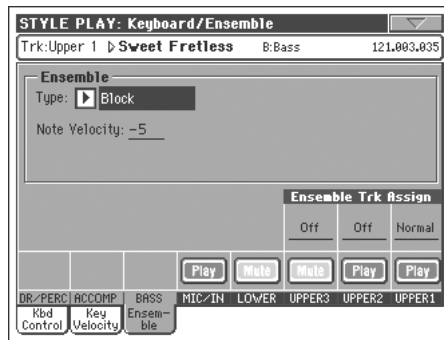 STYLE PLAY: Keyboard/Ensemble
Trk:Upper 1 ▷Sweet Fretless B:Bass 121.003.035
Ensemble
Type: Block
Note Velocity: -5
Ensemble Trk Assign
Off Off Normal
Play Mute Mute Play Play
DR/PERC ACCOMP BASS MIC/IN LOWER UPPER3 UPPER2 UPPER1
Kbd Control Key Velocity Ensem-ble